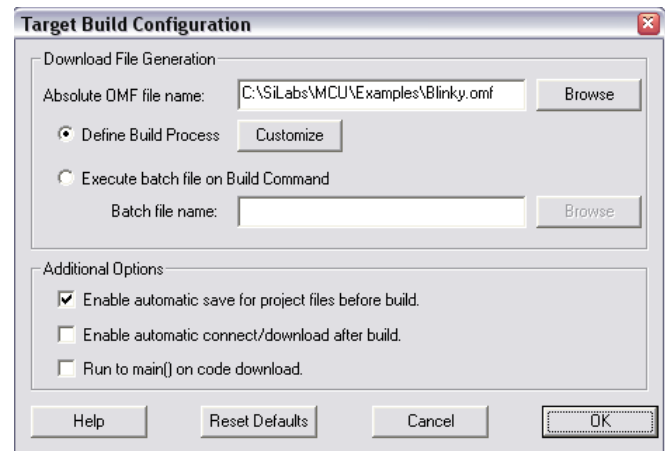 Target Build Configuration
Download File Generation
Absolute OMF file name: C:\SiLabs\MCU\Examples\Blinky.omf Browse
Define Build Process Customize
Execute batch file on Build Command
Batch file name: Browse
Additional Options
Enable automatic save for project files before build.
Enable automatic connect/download after build.
Run to main() on code download.
Help Reset Defaults Cancel OK